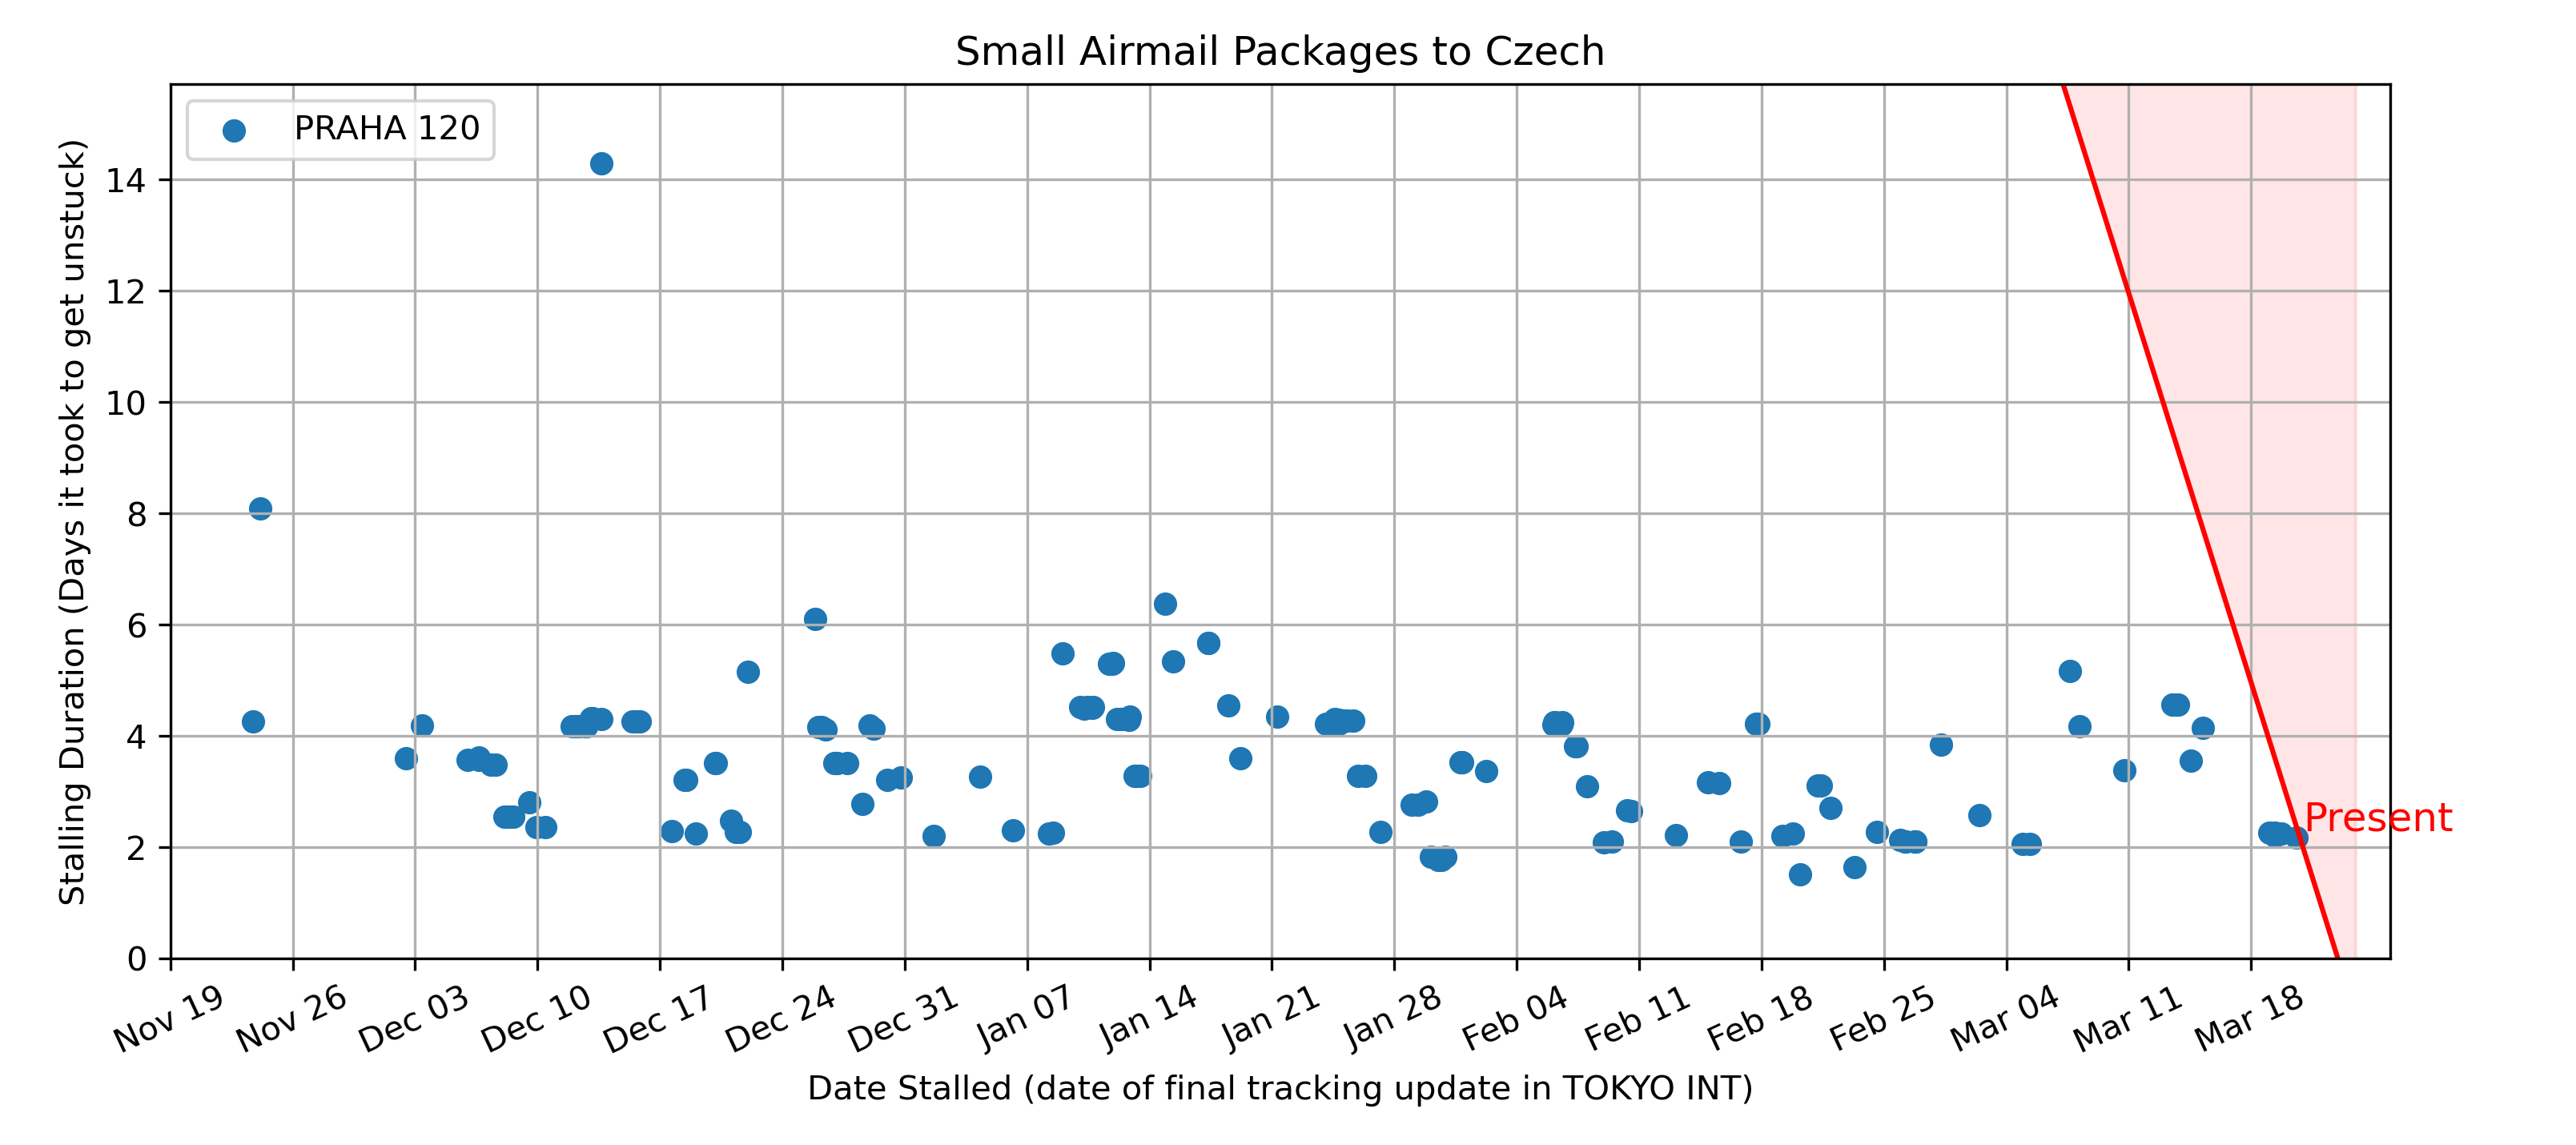 Small Airmail Packages to Czech
PRAHA 120
Stalling Duration (Days it took to get unstuck)
14
12
10
8
6
4
2
0
Present
Nov 19
Nov 26
Dec 03
Dec 10
Dec 17
Dec 24
Dec 31
Jan 07
Jan 14
Jan 21
Jan 28
Feb 04
Feb 11
Feb 18
Feb 25
Mar 04
Mar 11
Mar 18
Date Stalled (date of final tracking update in TOKYO INT)